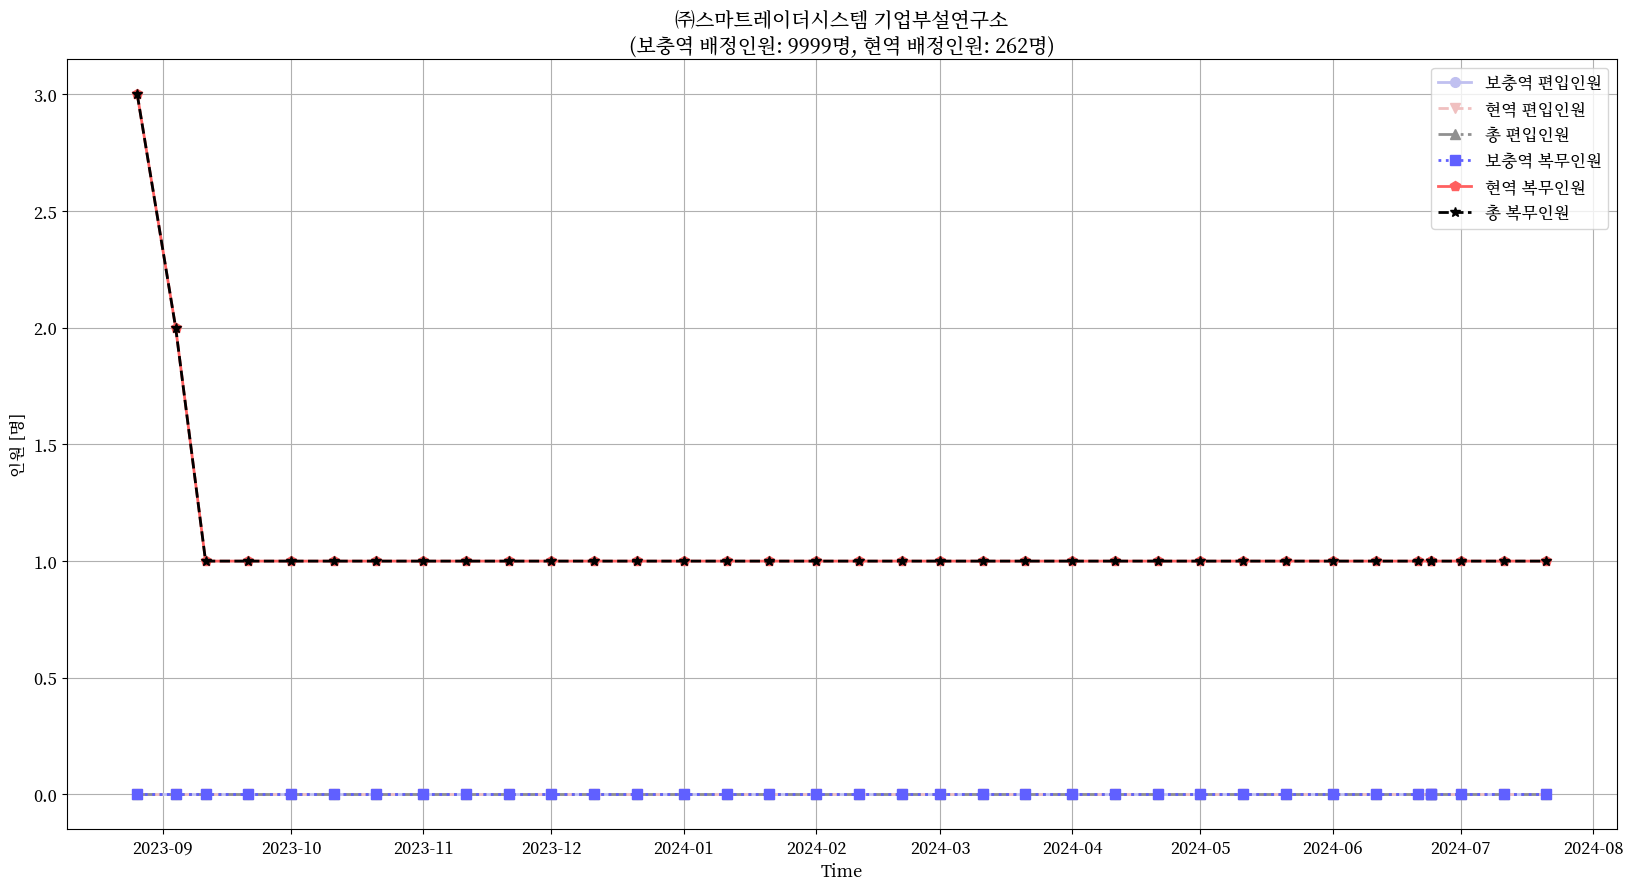 ㈜스마트레이더시스템 기업부설연구소
(보충역 배정인원: 9999명, 현역 배정인원: 262명)
보충역 편입인원
현역 편입인원
총 편입인원
보충역 복무인원
현역 복무인원
총 복무인원
인원 [명]
3.0
2.5
2.0
1.5
1.0
0.5
0.0
2023-09 2023-10 2023-11 2023-12 2024-01 2024-02 2024-03 2024-04 2024-05 2024-06 2024-07 2024-08
Time